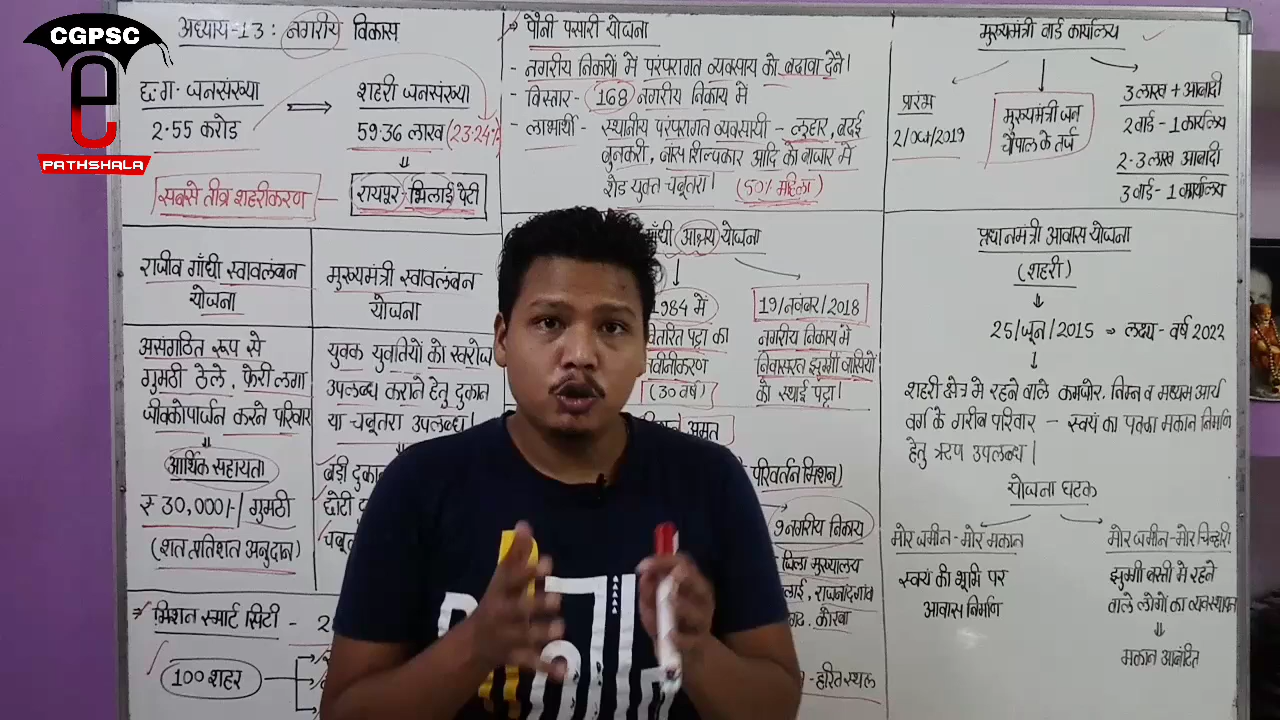 CGPSC
PATHSHALA
अध्याय-13: नगरीय विकास
छ.ग. जनसंख्या
2.55 करोड
शहरी जनसंख्या
59.36 लाख (23.24%)
सबसे तीव्र शहरीकरण
रायपुर-भिलाई पेटी
राजीव गाँधी स्वावलंबन
योजना
असंगठित रूप से
गुमठी ठेले, फेरी लगा
जीवकोपार्जन करने परिवार
आर्थिक सहायता
₹ 30,000/-/गुमठी
(शत प्रतिशत अनुदान)
मुख्यमंत्री स्वावलंबन
योजना
युवक युवतियों को स्वरोज
उपलब्ध कराने हेतु दुकान
या चबूतरा उपलब्ध।
बड़ी दुकान
छोटी
चबूत
मिशन स्मार्ट सिटी - 2
100 शहर
पौनी पसारी योजना
- नगरीय निकायों में परंपरागत व्यवसाय को बढावा देने।
- विस्तार- 168 नगरीय निकाय में
- लाभार्थी - स्थानीय परंपरागत व्यवसायी - लुहार, बढई
बुनकरी, बांस शिल्पकार आदि को बाजार में
शेड युक्त चबूतरा। (50% महिला)
गाँधी आश्रय योजना
1984 में
वितरित पट्टा का
नवीनीकरण
(30 वर्ष)
19/नवंबर/2018
नगरीय निकाय में
निवासरत झुग्गी वासियों
को स्थाई पट्टा।
अमृत
परिवर्तन मिशन)
9 नगरीय निकाय
जिला मुख्यालय
लाई, राजनांदगांव
गढ, कोरबा
- हरित स्थल
मुख्यमंत्री वार्ड कार्यालय
प्रारंभ
2/अक्ट/2019
मुख्यमंत्री जन
चौपाल के तर्ज
3 लाख + आबादी
2 वार्ड - 1 कार्यालय
2-3 लाख आबादी
3 वार्ड - 1 कार्यालय
प्रधानमंत्री आवास योजना
(शहरी)
25/जून/2015 → लक्ष्य - वर्ष 2022
शहरी क्षेत्र में रहने वाले कमजोर, निम्न व मध्यम आय
वर्ग के गरीब परिवार - स्वयं का पक्का मकान निर्माण
हेतु ऋण उपलब्ध।
योजना घटक
मोर जमीन-मोर मकान
स्वयं की भूमि पर
आवास निर्माण
मोर जमीन-मोर चिन्हारी
झुग्गी बस्ती में रहने
वाले लोगों का व्यवस्थापन
मकान आबंटित